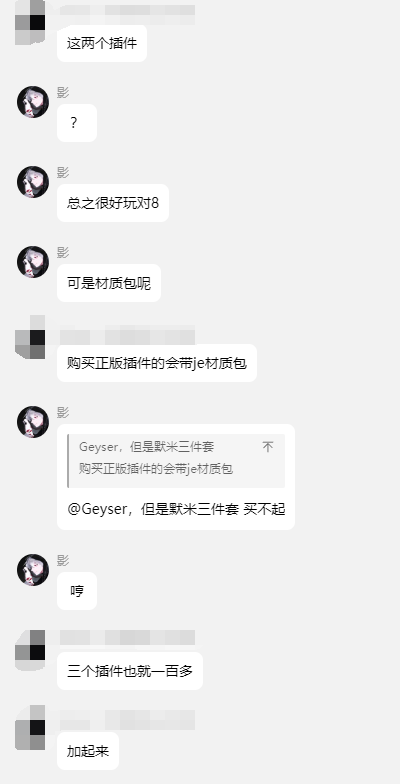 这两个插件
影
？
影
总之很好玩对8
影
可是材质包呢
购买正版插件的会带je材质包
影
Geyser，但是默米三件套
购买正版插件的会带je材质包
@Geyser，但是默米三件套 买不起
影
哼
三个插件也就一百多
加起来